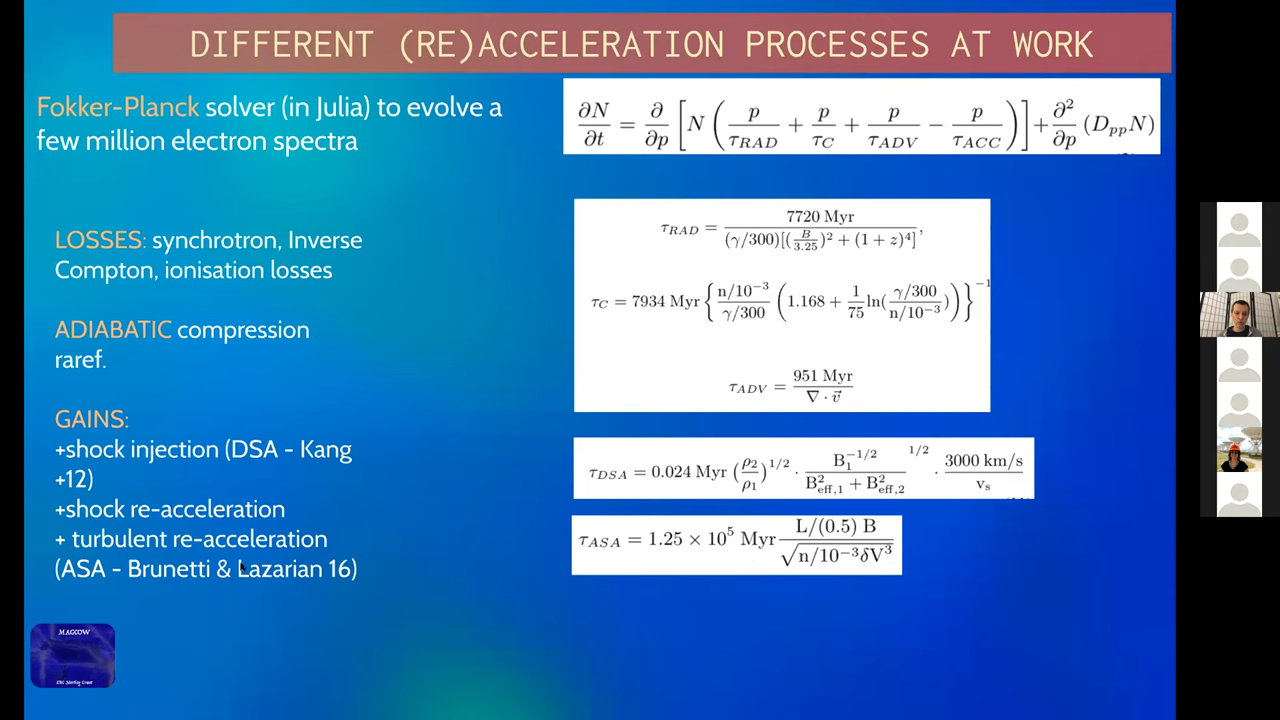 DIFFERENT (RE)ACCELERATION PROCESSES AT WORK
Fokker-Planck solver (in Julia) to evolve a
few million electron spectra
∂N/∂t = ∂/∂p [N (p/τ_RAD + p/τ_C + p/τ_ADV − p/τ_ACC)] + ∂²/∂p (D_pp N)
LOSSES: synchrotron, Inverse
Compton, ionisation losses
ADIABATIC compression
raref.
GAINS:
+shock injection (DSA - Kang
+12)
+shock re-acceleration
+ turbulent re-acceleration
(ASA - Brunetti & Lazarian 16)
τ_RAD = 7720 Myr / (γ/300)[(B/3.25)² + (1 + z)⁴],
τ_C = 7934 Myr {n/10⁻³ / γ/300 (1.168 + 1/75 ln(γ/300 / n/10⁻³))}⁻¹
τ_ADV = 951 Myr / ∇ · v⃗
τ_DSA = 0.024 Myr (ρ₂/ρ₁)^1/2 · B₁^−1/2 / B²_eff,1 + B²_eff,2 ^1/2 · 3000 km/s / v_s
τ_ASA = 1.25 × 10⁵ Myr L/(0.5) B / √(n/10⁻³δV³)
MAGCOW